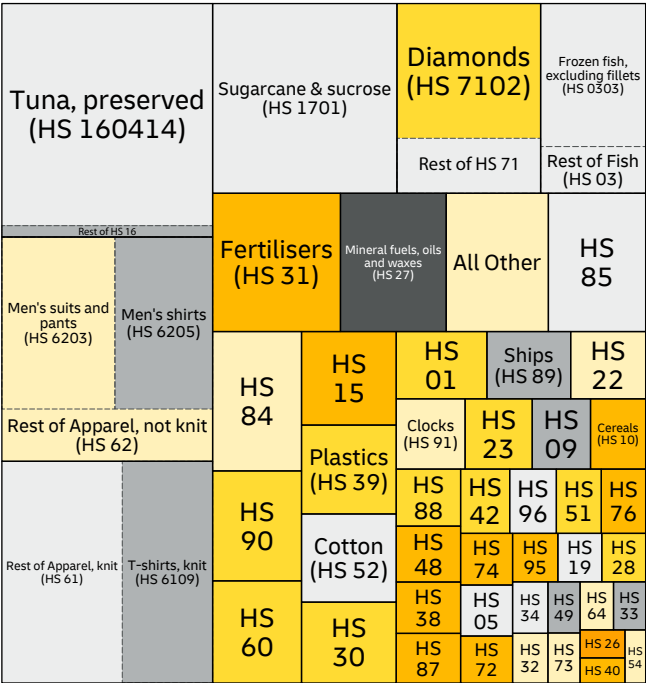 Tuna, preserved
(HS 160414)
Rest of HS 16
Men's suits and
pants
(HS 6203)
Men's shirts
(HS 6205)
Rest of Apparel, not knit
(HS 62)
Rest of Apparel, knit
(HS 61)
T-shirts, knit
(HS 6109)
Sugarcane & sucrose
(HS 1701)
Diamonds
(HS 7102)
Rest of HS 71
Frozen fish,
excluding fillets
(HS 0303)
Rest of Fish
(HS 03)
Fertilisers
(HS 31)
Mineral fuels, oils
and waxes
(HS 27)
All Other
HS
85
HS
84
HS
90
HS
60
HS
15
Plastics
(HS 39)
Cotton
(HS 52)
HS
30
HS
01
Ships
(HS 89)
HS
22
Clocks
(HS 91)
HS
23
HS
09
Cereals
(HS 10)
HS
88
HS
42
HS
96
HS
51
HS
76
HS
48
HS
74
HS
95
HS
19
HS
28
HS
38
HS
05
HS
34
HS
49
HS
64
HS
33
HS
87
HS
72
HS
32
HS
73
HS 26
HS 40
HS
54